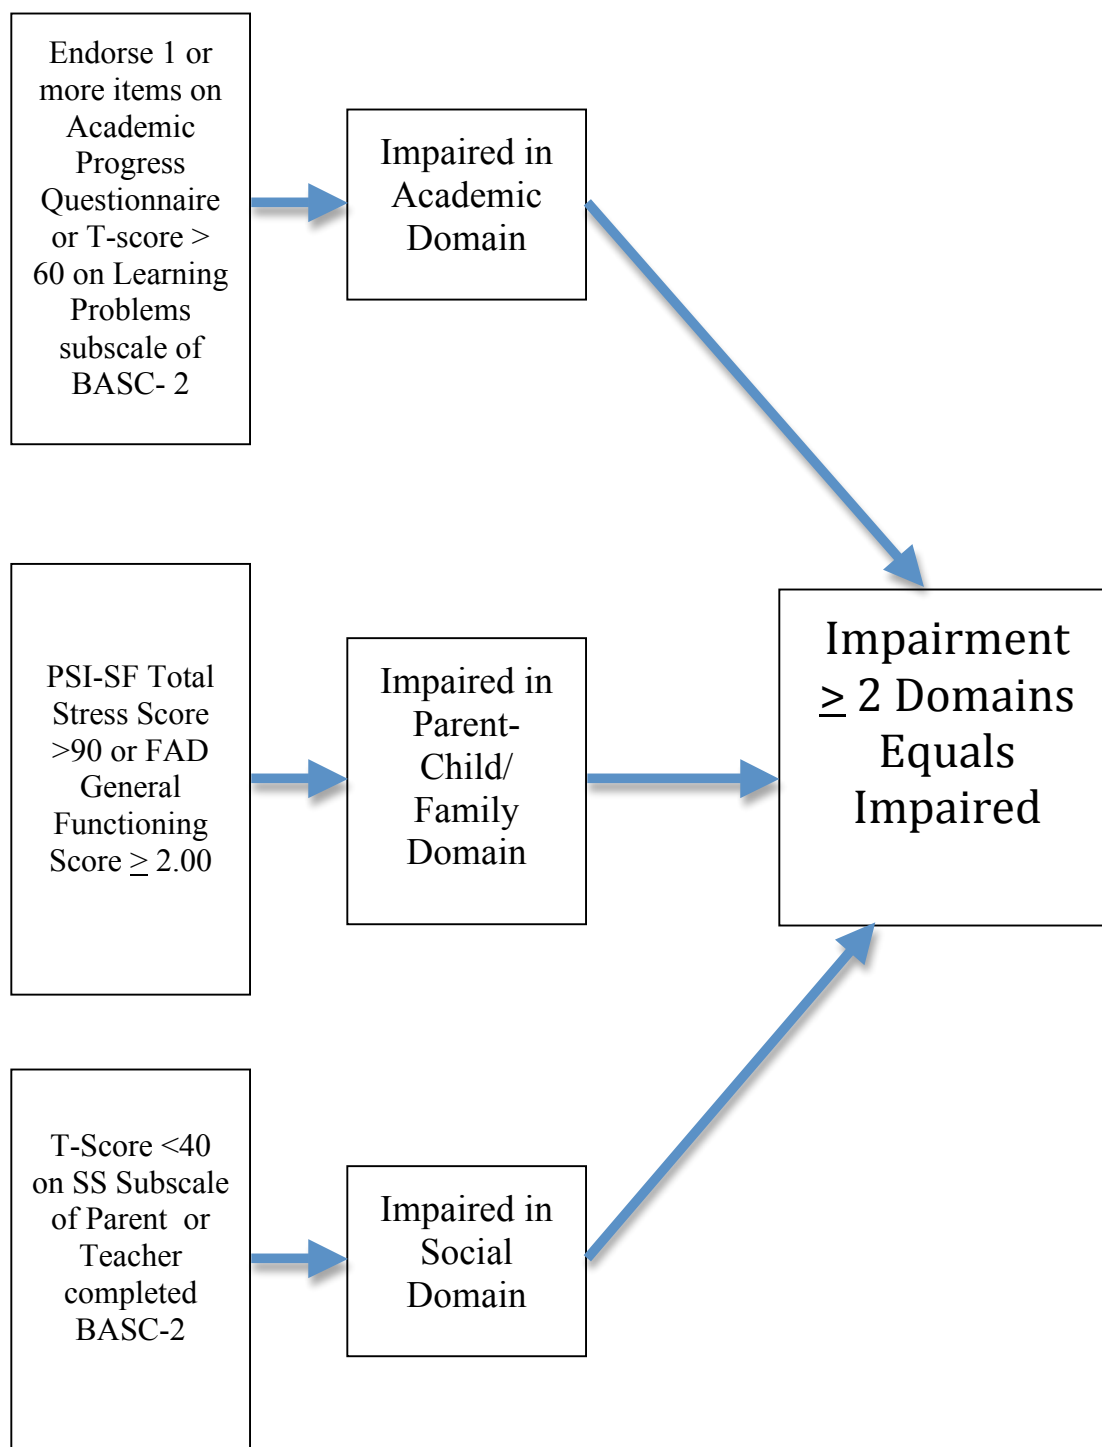 Endorse 1 or
more items on
Academic
Progress
Questionnaire
or T-score >
60 on Learning
Problems
subscale of
BASC- 2
Impaired in
Academic
Domain
PSI-SF Total
Stress Score
>90 or FAD
General
Functioning
Score ≥ 2.00
Impaired in
Parent-
Child/
Family
Domain
Impairment
≥ 2 Domains
Equals
Impaired
T-Score <40
on SS Subscale
of Parent or
Teacher
completed
BASC-2
Impaired in
Social
Domain